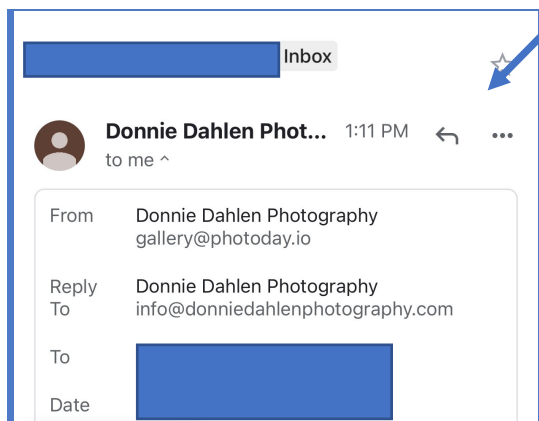 Inbox
Donnie Dahlen Phot... 1:11 PM
to me ^
From Donnie Dahlen Photography
gallery@photoday.io
Reply To Donnie Dahlen Photography
info@donniedahlenphotography.com
To
Date